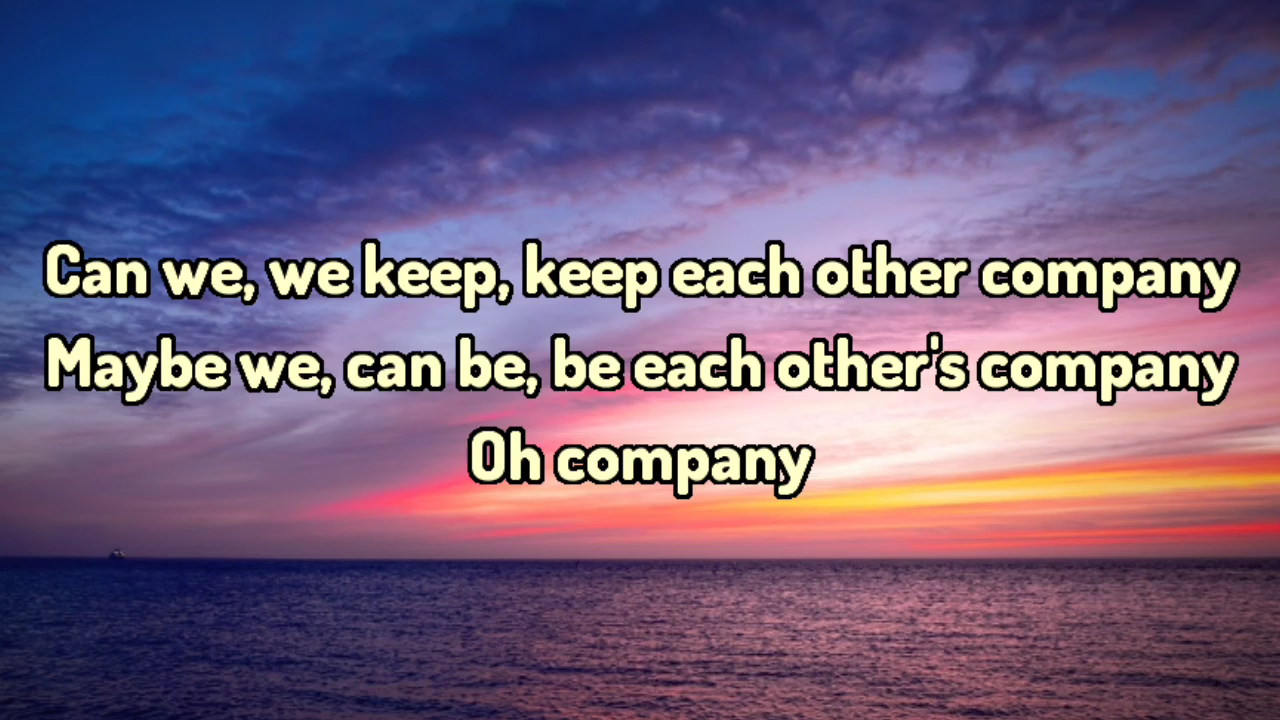 Can we, we keep, keep each other company
Maybe we, can be, be each other's company
Oh company